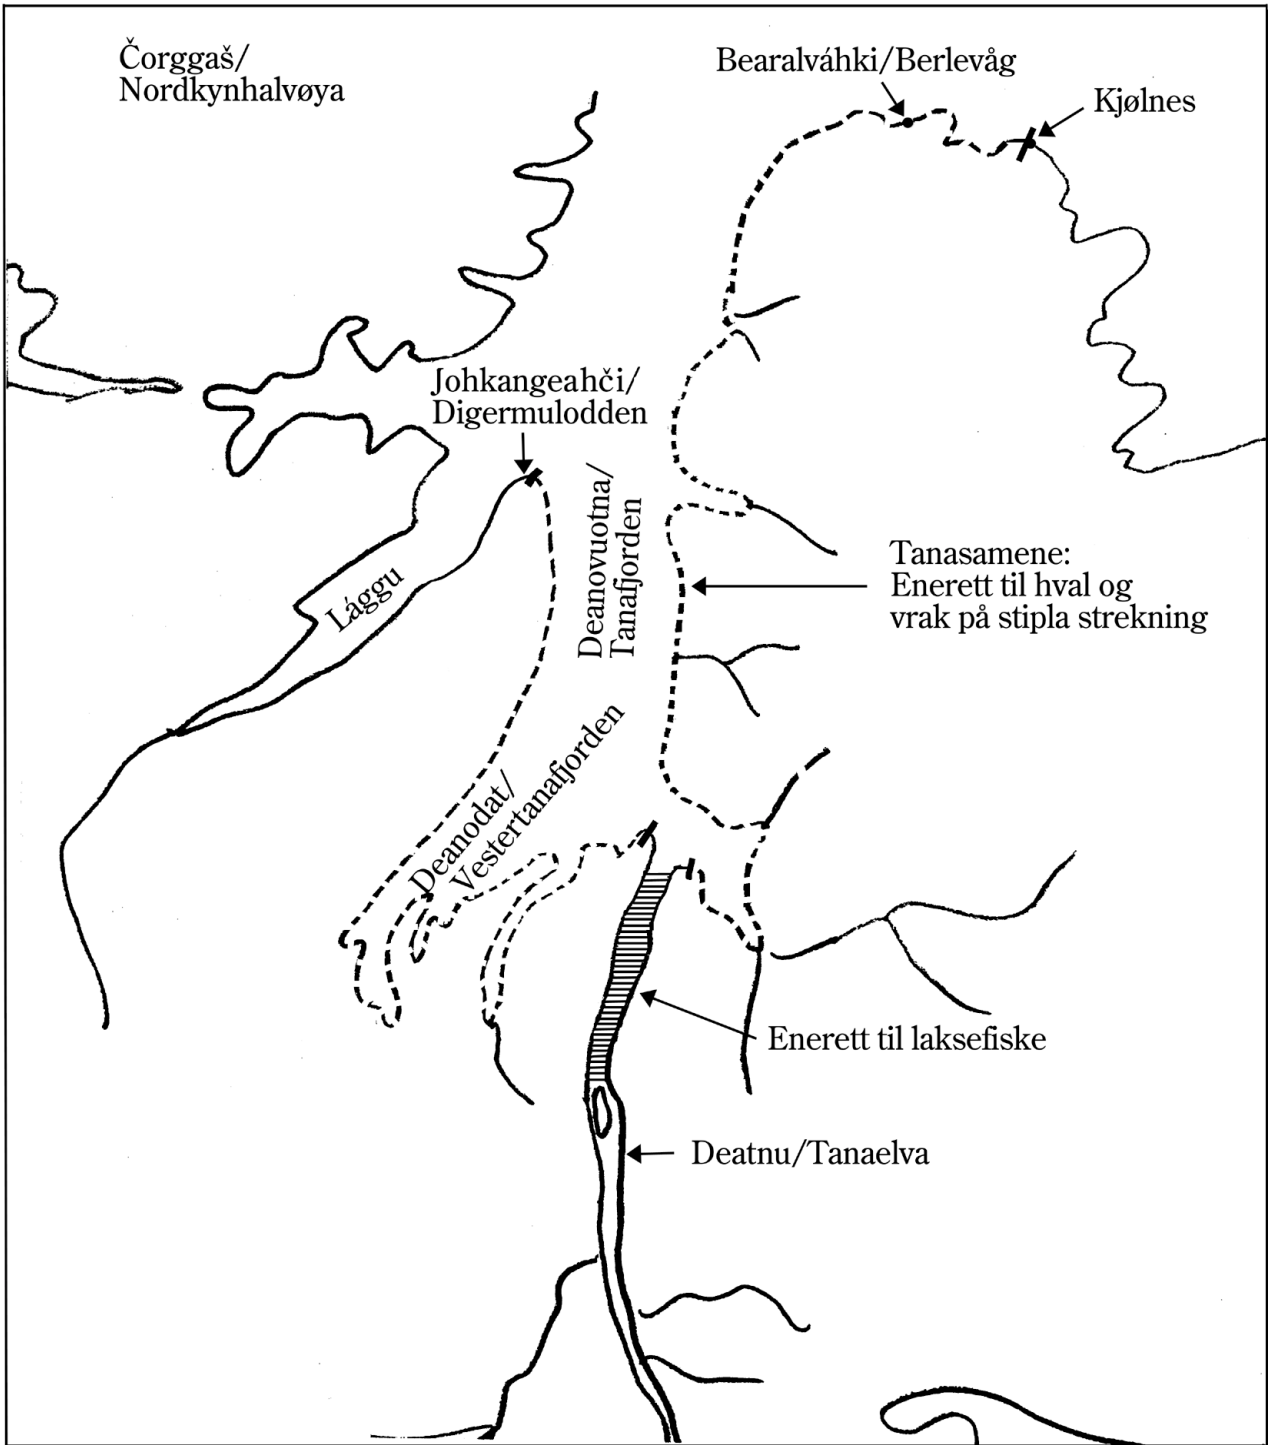 Čorggaš/
Nordkynhalvøya
Bearalváhki/Berlevåg
Kjølnes
Johkangeahči/
Digermulodden
Deanovuotna/
Tanafjorden
Lággu
Tanasamene:
Enerett til hval og
vrak på stipla strekning
Deanodat/
Vestertanafjorden
Enerett til laksefiske
Deatnu/Tanaelva